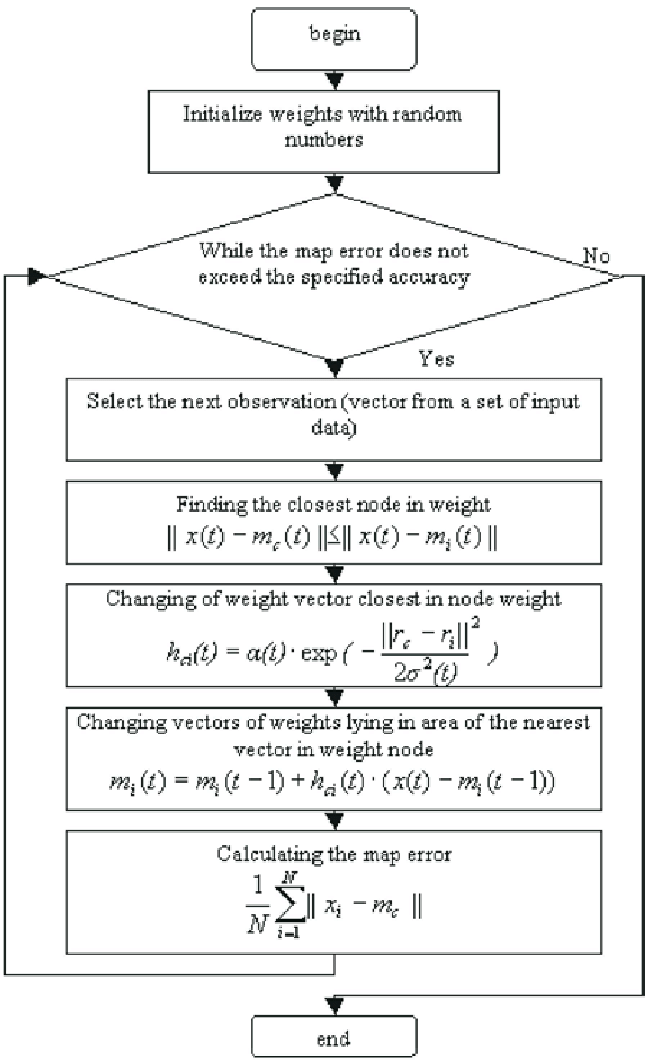 begin
Initialize weights with random
numbers
While the map error does not
exceed the specified accuracy
No
Yes
Select the next observation (vector from a set of input
data)
Finding the closest node in weight
‖ x(t) − m_c(t) ‖≤‖ x(t) − m_i(t) ‖
Changing of weight vector closest in node weight
h_ci(t) = α(t) · exp ( − ||r_c − r_i||² / 2σ²(t) )
Changing vectors of weights lying in area of the nearest
vector in weight node
m_i(t) = m_i(t − 1) + h_ci(t) · (x(t) − m_i(t − 1))
Calculating the map error
1/N ∑_{i=1}^{N} ‖ x_i − m_c ‖
end